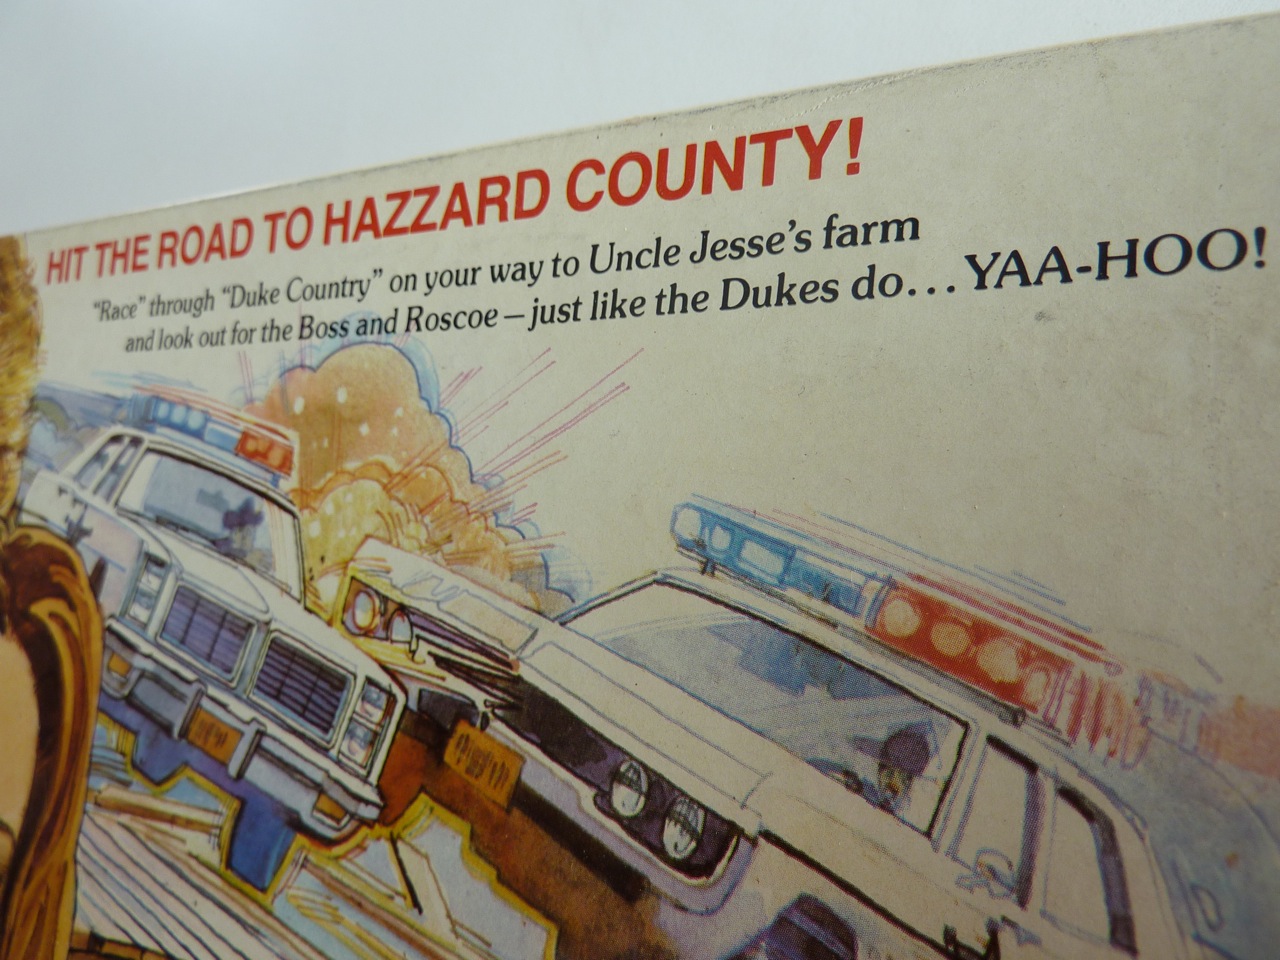 HIT THE ROAD TO HAZZARD COUNTY!
"Race" through "Duke Country" on your way to Uncle Jesse's farm
and look out for the Boss and Roscoe—just like the Dukes do...YAA-HOO!